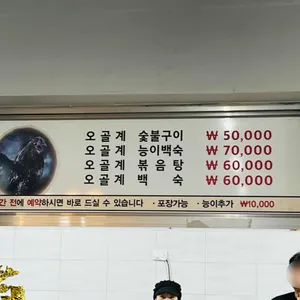 오골계 숯불구이 ₩50,000
오골계 능이백숙 ₩70,000
오골계 볶음탕 ₩60,000
오골계 백숙 ₩60,000
간 전에 예약하시면 바로 드실 수 있습니다 · 포장가능 · 능이추가 ₩10,000